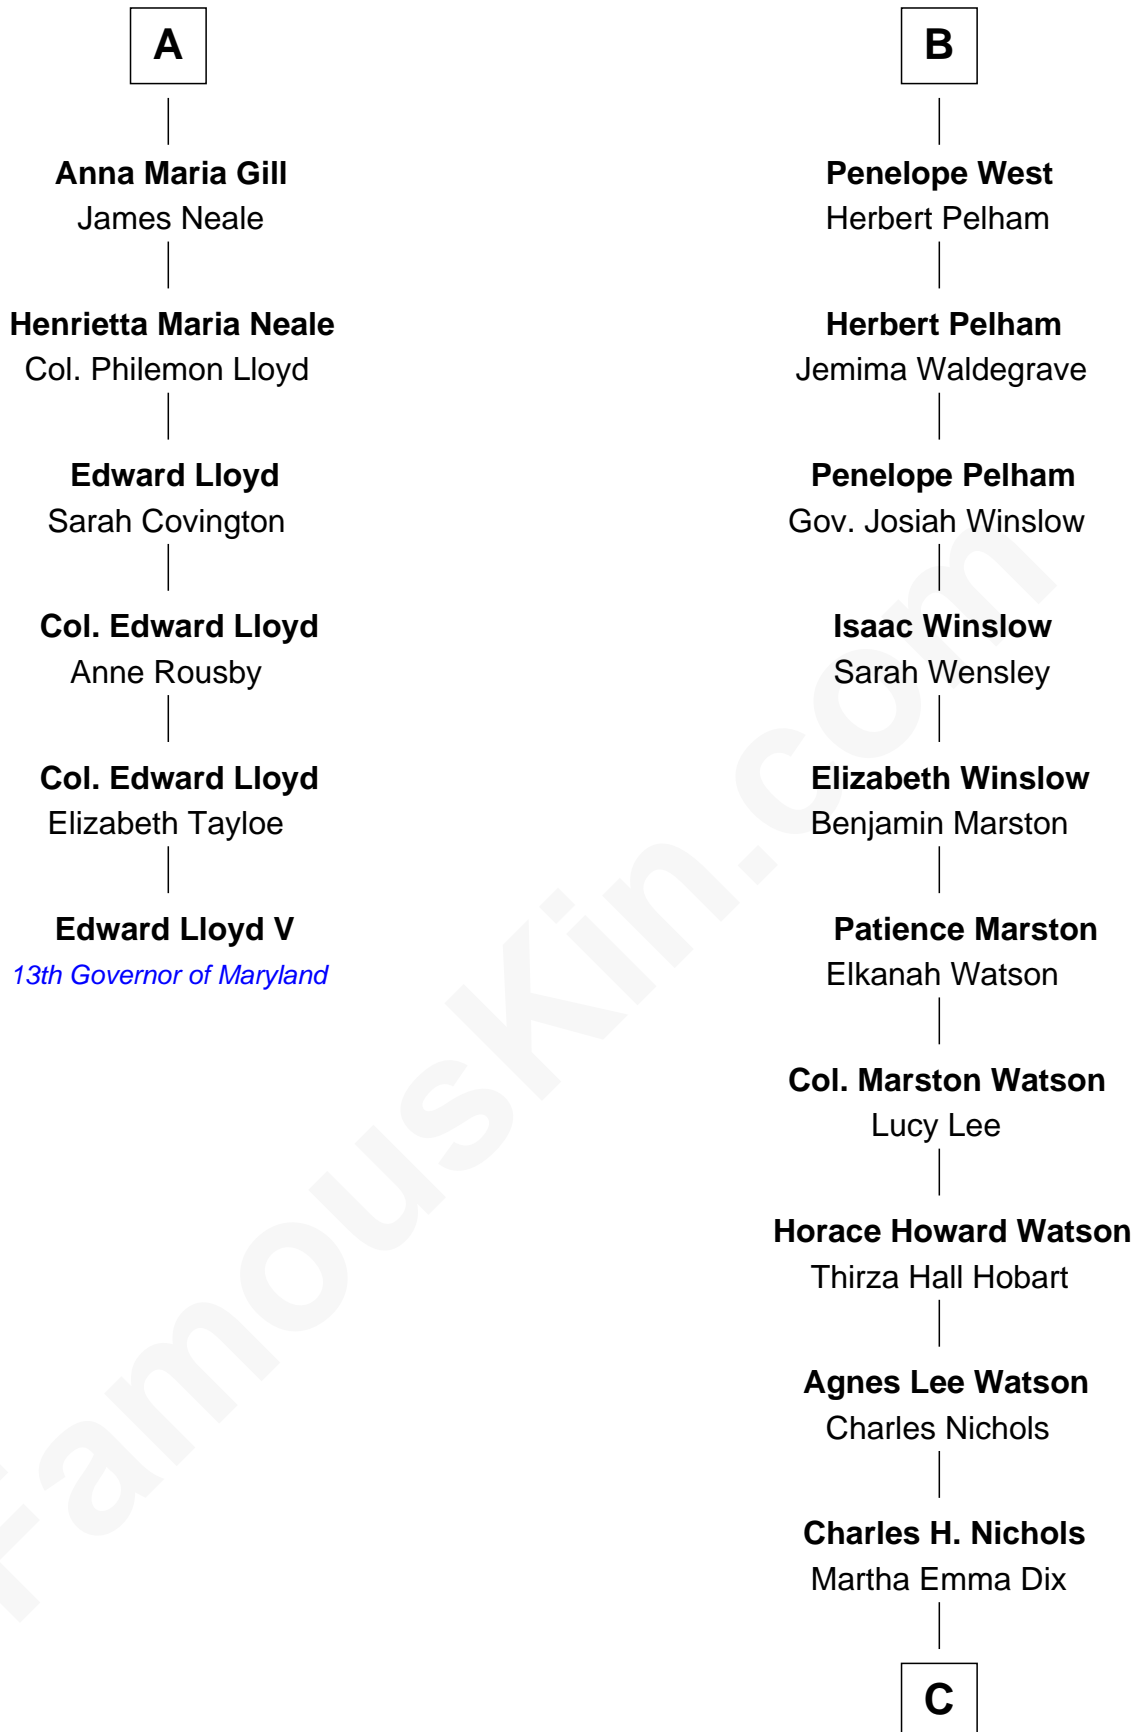 A
Anna Maria Gill
James Neale
Henrietta Maria Neale
Col. Philemon Lloyd
Edward Lloyd
Sarah Covington
Col. Edward Lloyd
Anne Rousby
Col. Edward Lloyd
Elizabeth Tayloe
Edward Lloyd V
13th Governor of Maryland
B
Penelope West
Herbert Pelham
Herbert Pelham
Jemima Waldegrave
Penelope Pelham
Gov. Josiah Winslow
Isaac Winslow
Sarah Wensley
Elizabeth Winslow
Benjamin Marston
Patience Marston
Elkanah Watson
Col. Marston Watson
Lucy Lee
Horace Howard Watson
Thirza Hall Hobart
Agnes Lee Watson
Charles Nichols
Charles H. Nichols
Martha Emma Dix
C
FamousKin.com